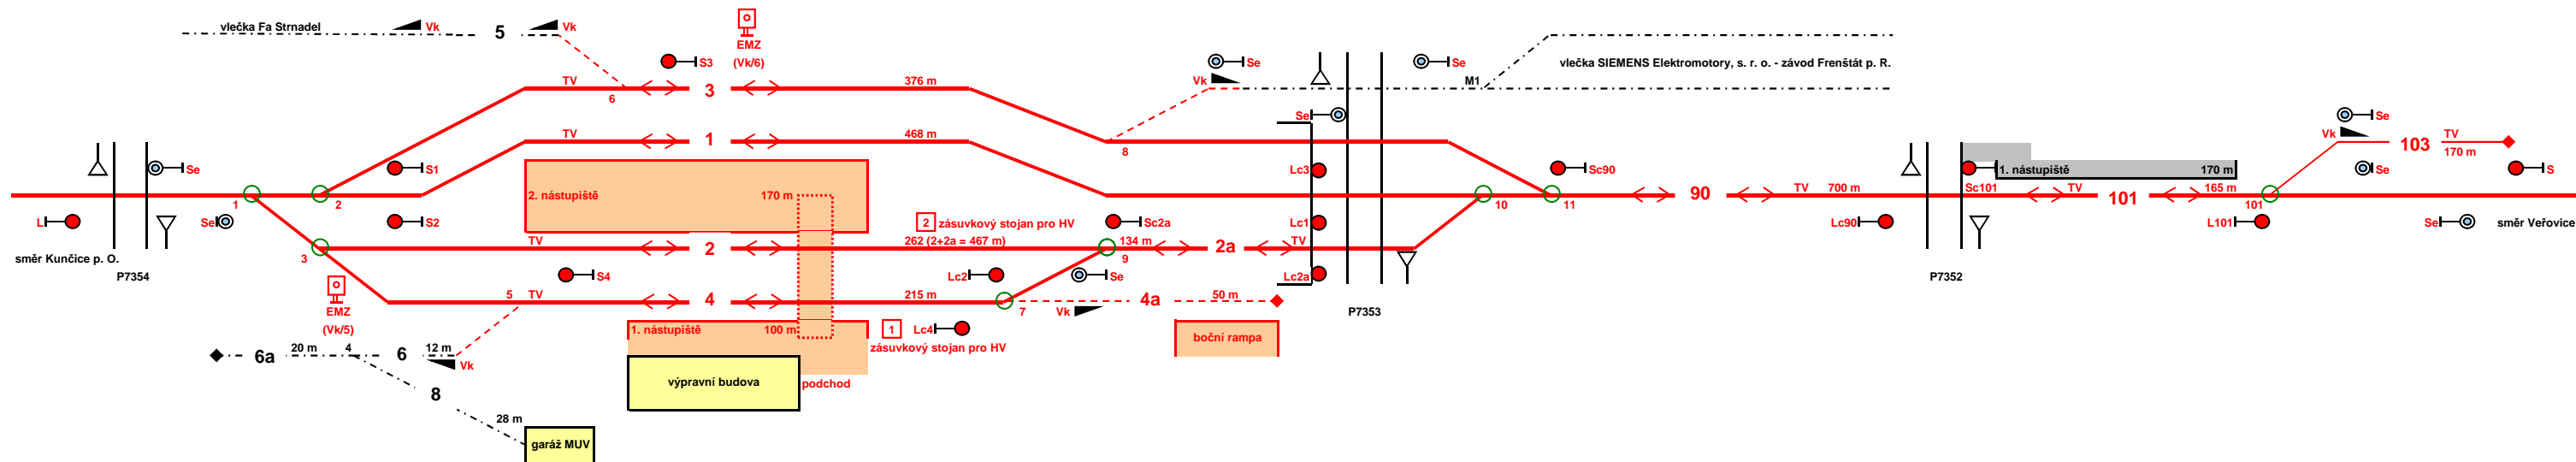 vlečka Fa Strnadel
Vk
5
Vk
EMZ
(Vk/6)
S3
Se
Se
vlečka SIEMENS Elektromotory, s. r. o. - závod Frenštát p. R.
TV
6
3
376 m
Vk
M1
Se
Se
TV
1
468 m
8
Vk
103
TV
170 m
Se
S1
2. nástupiště
170 m
Lc3
Sc90
1. nástupiště
170 m
Se
S
1
2
10
11
90
TV
700 m
Sc101
TV
101
165 m
101
L
Se
S2
2
zásuvkový stojan pro HV
Sc2a
Lc1
Lc90
L101
Se
směr Veřovice
směr Kunčice p. O.
3
TV
2
262 (2+2a = 467 m)
134 m
9
2a
TV
P7354
S4
Lc2
Se
Lc2a
P7352
EMZ
(Vk/5)
5
TV
4
215 m
7
Vk
4a
50 m
P7353
1. nástupiště
100 m
1
Lc4
zásuvkový stojan pro HV
boční rampa
6a
20 m
4
6
12 m
Vk
výpravní budova
podchod
8
28 m
garáž MUV